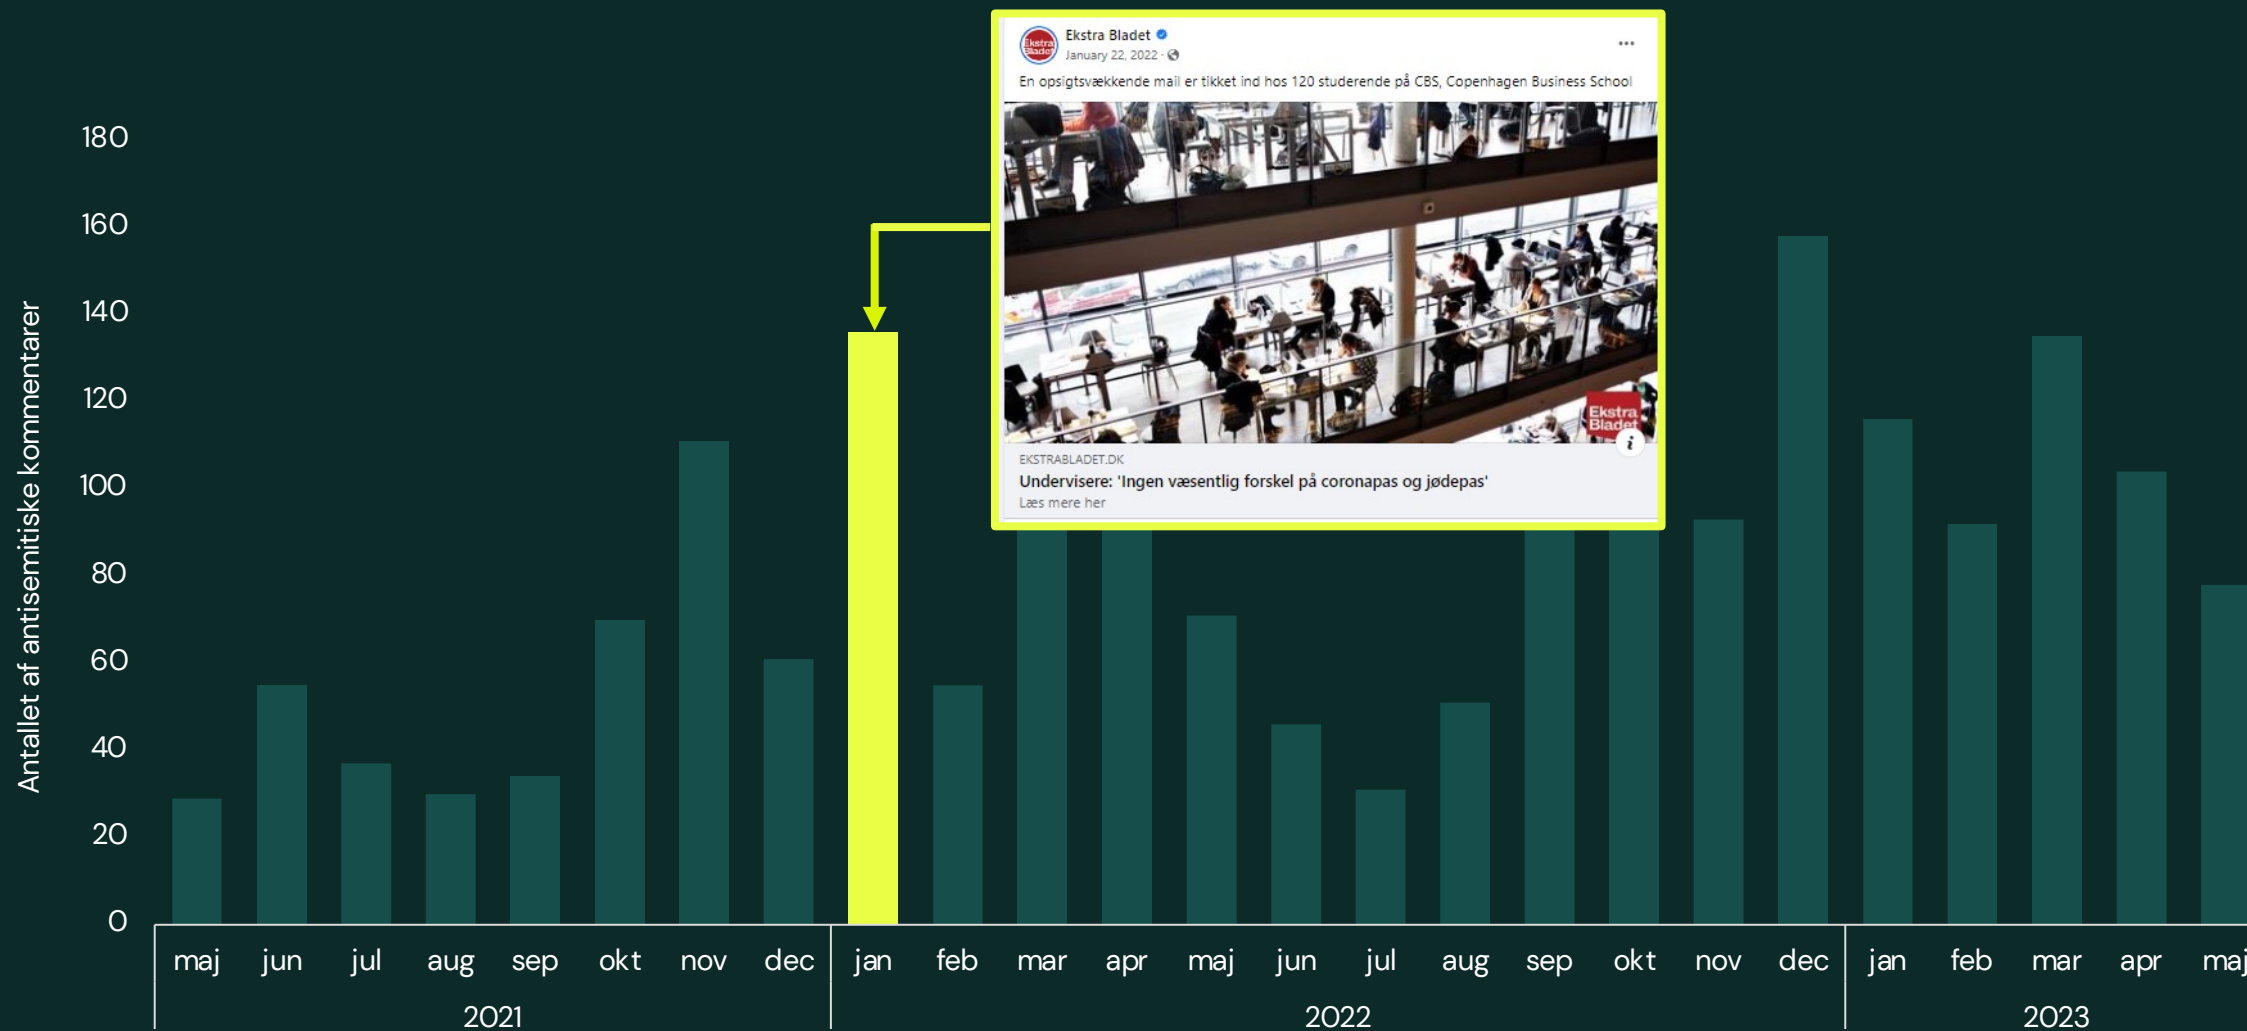 Ekstra Bladet
January 22, 2022
En opsigtsvækkende mail er tikket ind hos 120 studerende på CBS, Copenhagen Business School
Ekstra
Bladet
Ekstra
Bladet
i
EKSTRABLADET.DK
Undervisere: 'Ingen væsentlig forskel på coronapas og jødepas'
Læs mere her
Antallet af antisemitiske kommentarer
180
160
140
120
100
80
60
40
20
0
maj jun jul aug sep okt nov dec jan feb mar apr maj jun jul aug sep okt nov dec jan feb mar apr maj
2021 2022 2023